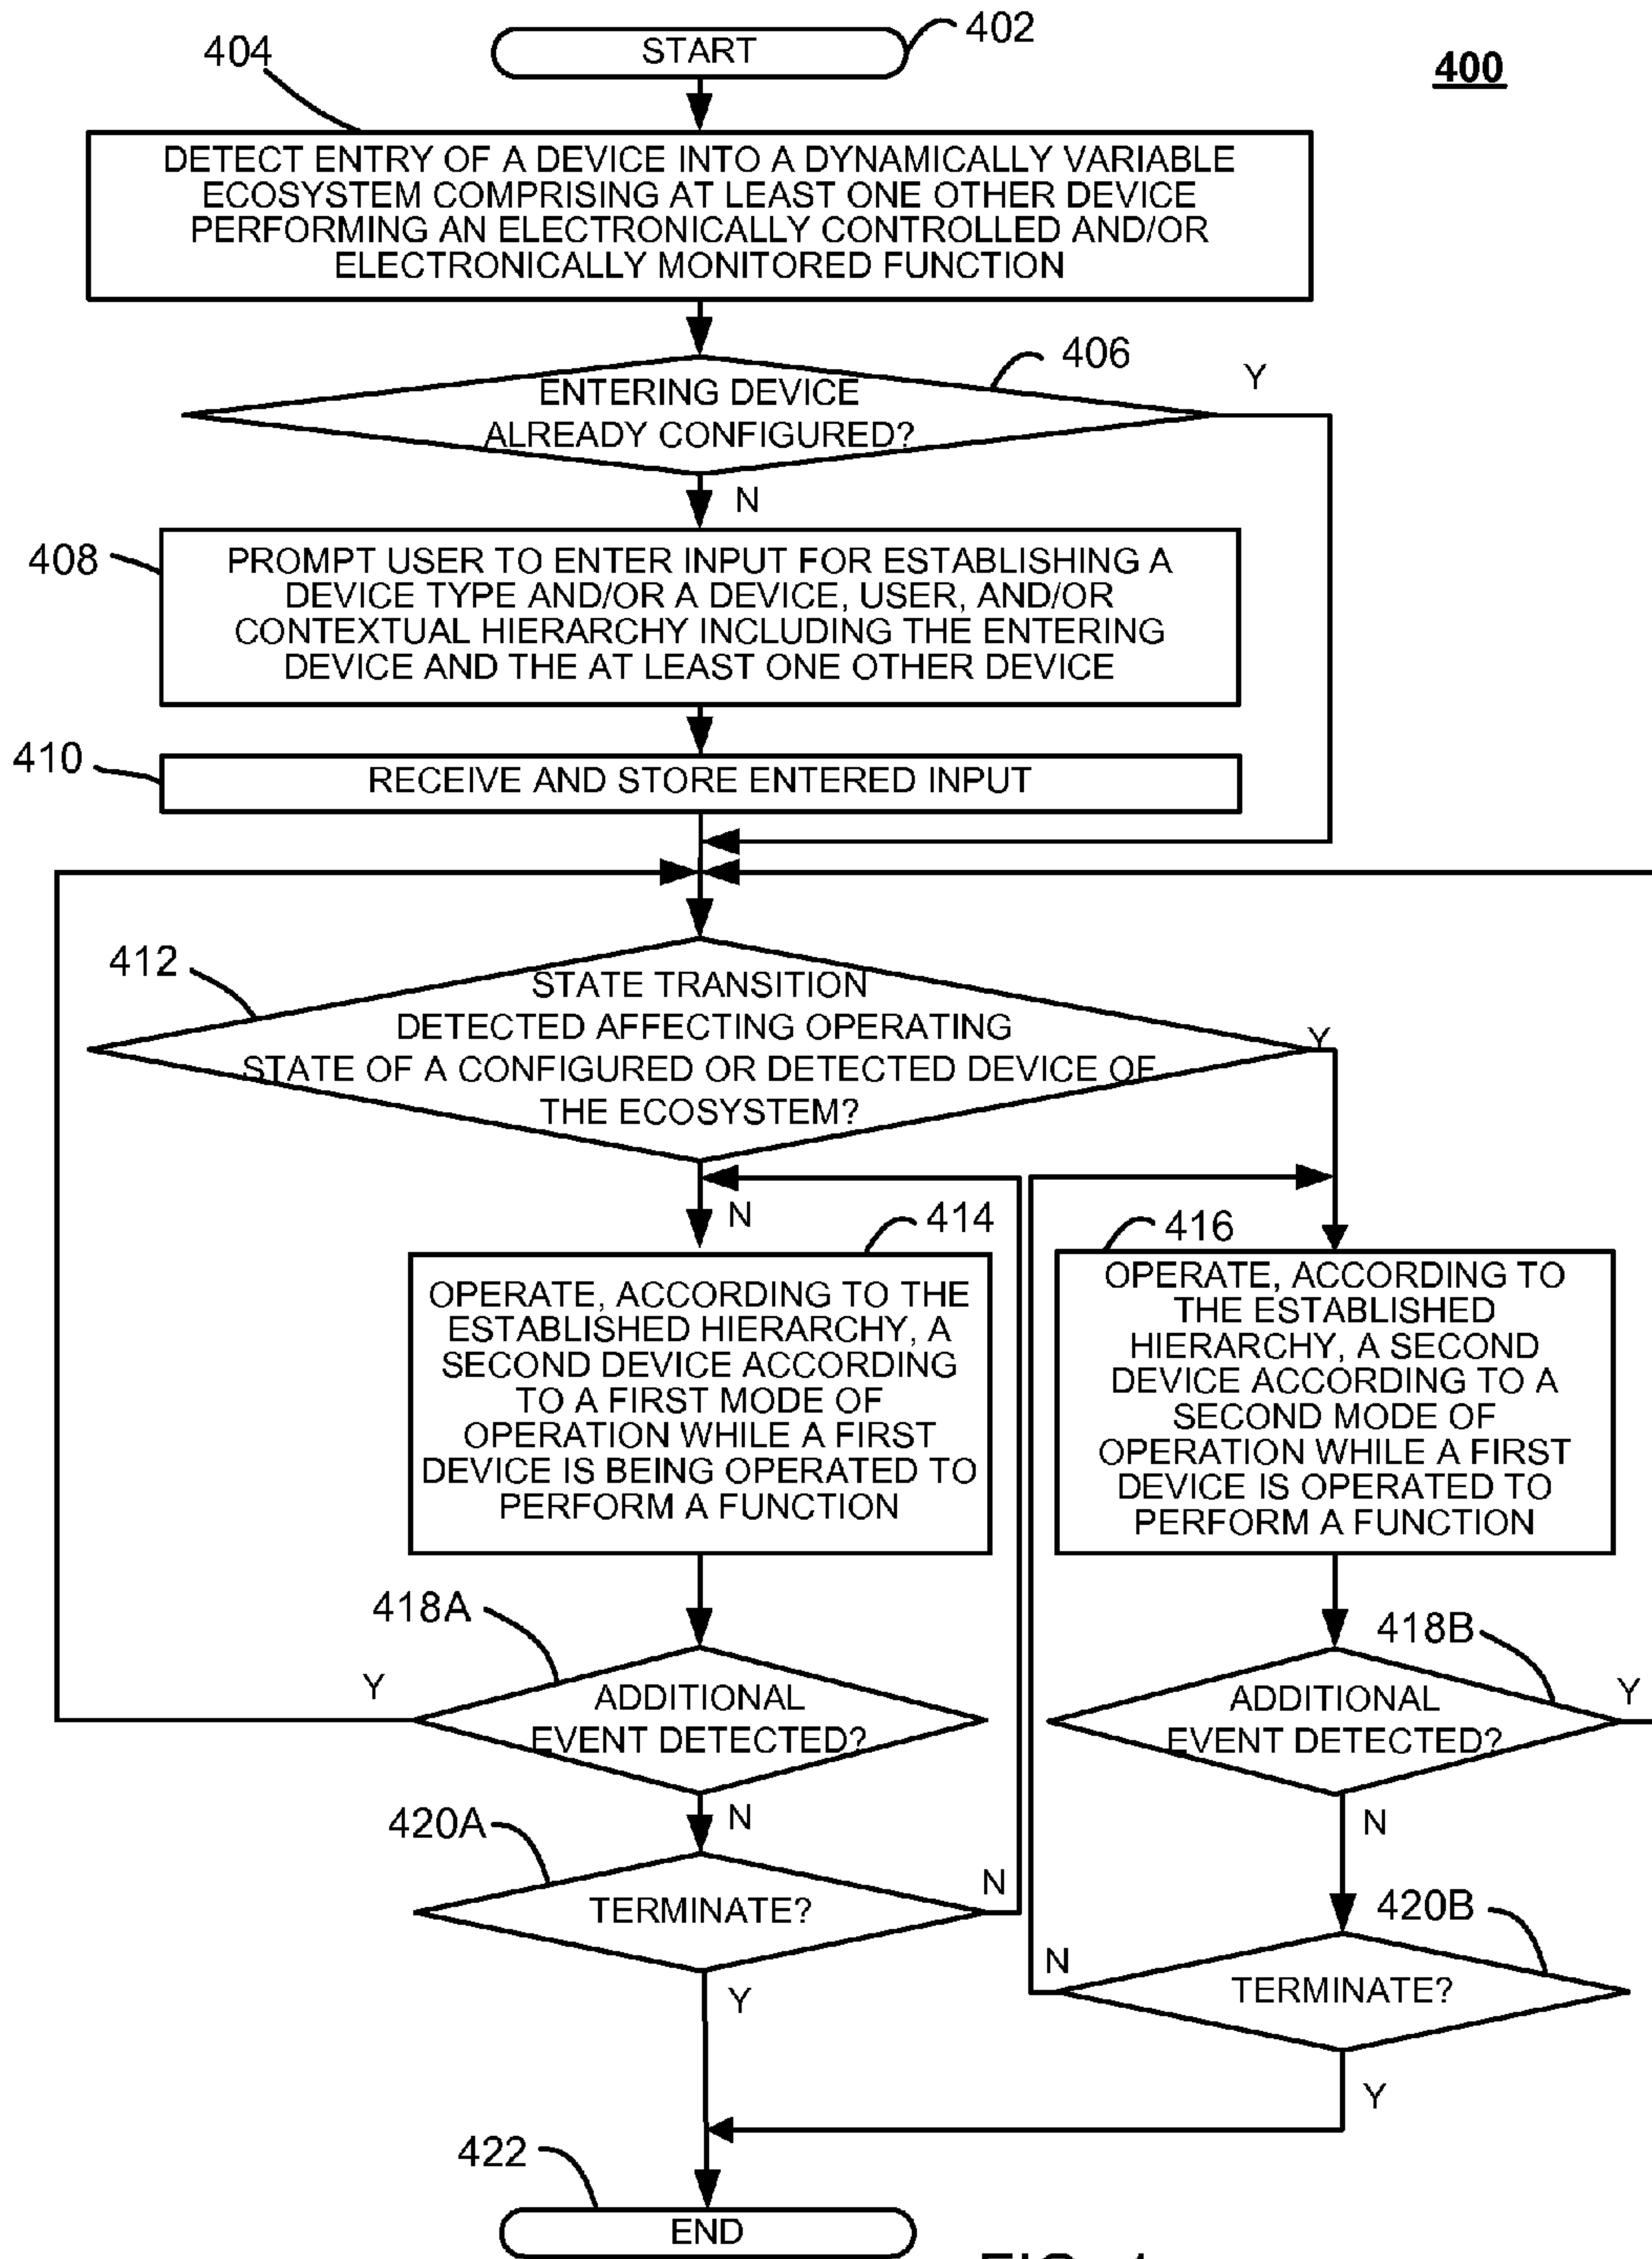 START
402
404
400
DETECT ENTRY OF A DEVICE INTO A DYNAMICALLY VARIABLE
ECOSYSTEM COMPRISING AT LEAST ONE OTHER DEVICE
PERFORMING AN ELECTRONICALLY CONTROLLED AND/OR
ELECTRONICALLY MONITORED FUNCTION
406
Y
ENTERING DEVICE
ALREADY CONFIGURED?
N
408
PROMPT USER TO ENTER INPUT FOR ESTABLISHING A
DEVICE TYPE AND/OR A DEVICE, USER, AND/OR
CONTEXTUAL HIERARCHY INCLUDING THE ENTERING
DEVICE AND THE AT LEAST ONE OTHER DEVICE
410
RECEIVE AND STORE ENTERED INPUT
412
STATE TRANSITION
DETECTED AFFECTING OPERATING
STATE OF A CONFIGURED OR DETECTED DEVICE OF
THE ECOSYSTEM?
Y
N
414
416
OPERATE, ACCORDING TO THE
ESTABLISHED HIERARCHY, A
SECOND DEVICE ACCORDING
TO A FIRST MODE OF
OPERATION WHILE A FIRST
DEVICE IS BEING OPERATED TO
PERFORM A FUNCTION
OPERATE, ACCORDING TO
THE ESTABLISHED
HIERARCHY, A SECOND
DEVICE ACCORDING TO A
SECOND MODE OF
OPERATION WHILE A FIRST
DEVICE IS OPERATED TO
PERFORM A FUNCTION
418A
418B
Y
ADDITIONAL
EVENT DETECTED?
ADDITIONAL
EVENT DETECTED?
Y
N
N
420A
TERMINATE?
N
420B
N
TERMINATE?
Y
Y
422
END